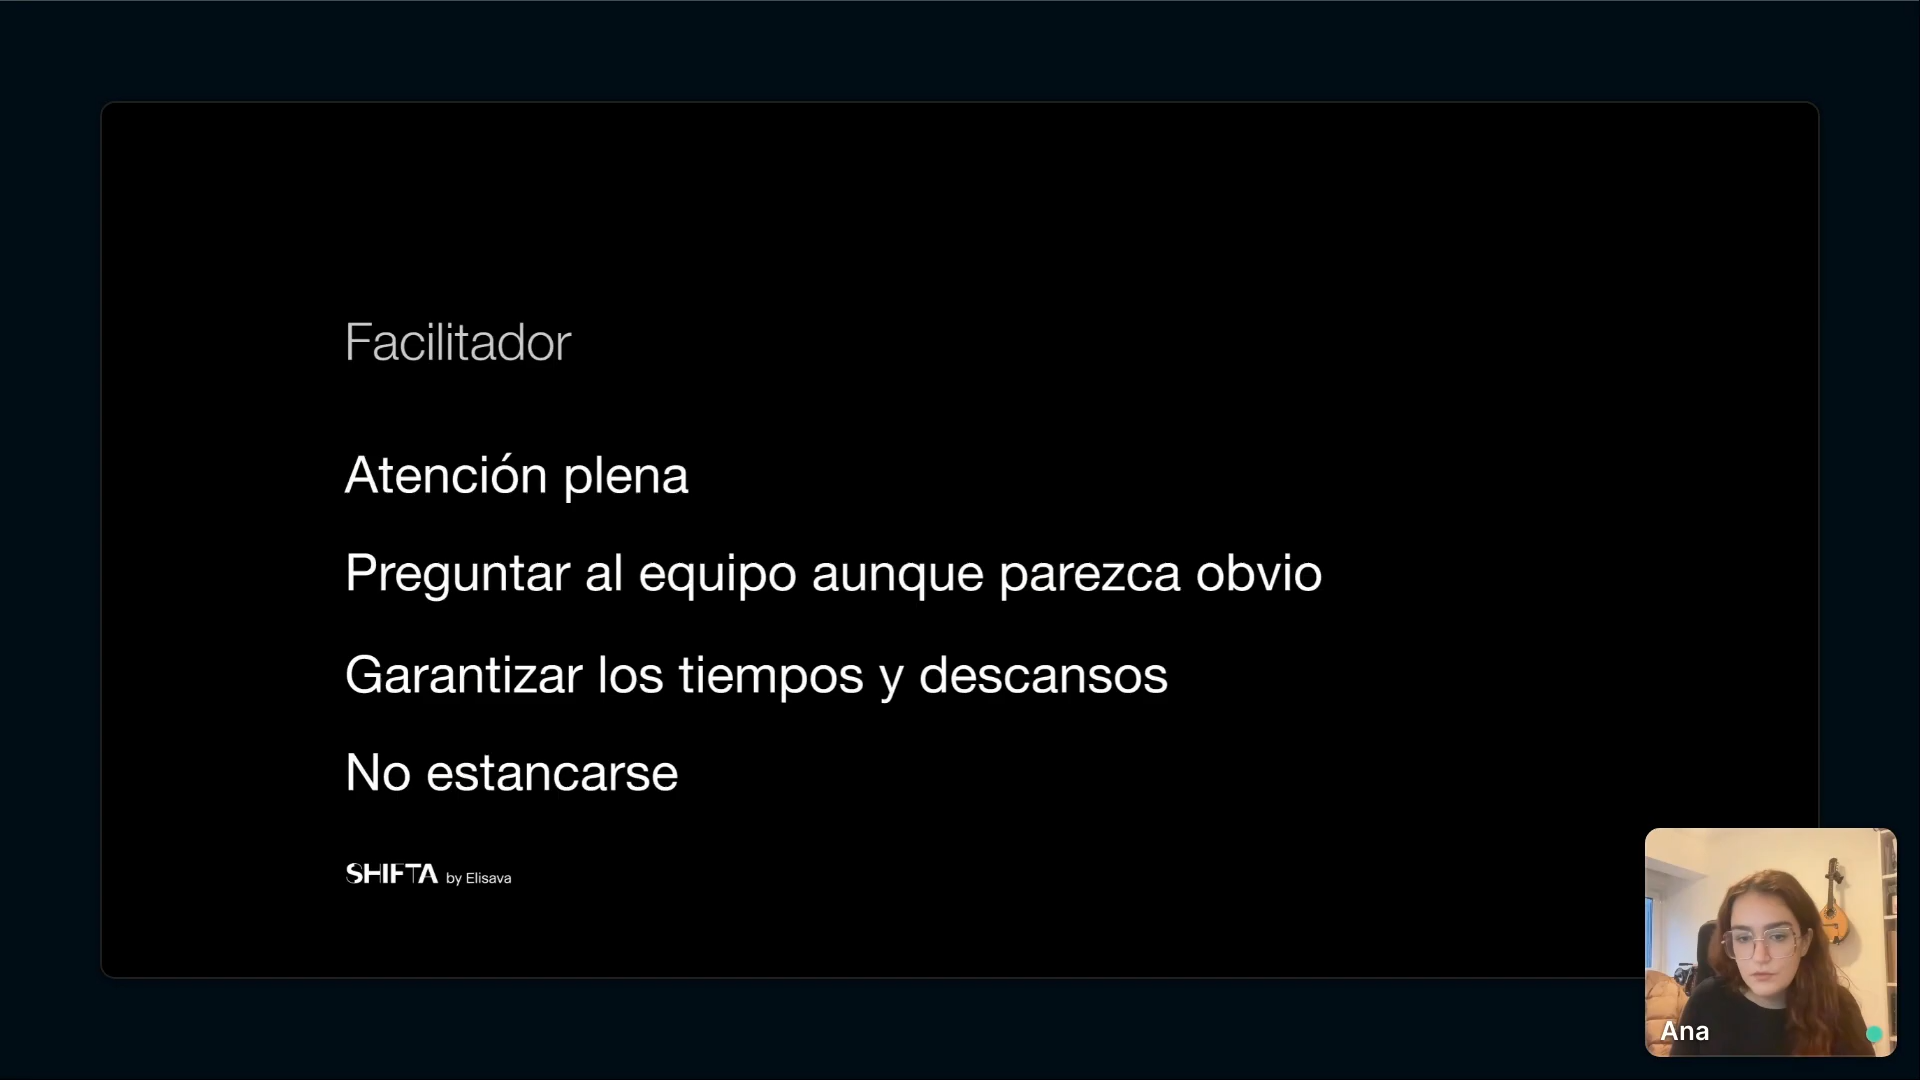 Facilitador
Atención plena
Preguntar al equipo aunque parezca obvio
Garantizar los tiempos y descansos
No estancarse
SHIFTA by Elisava
Ana